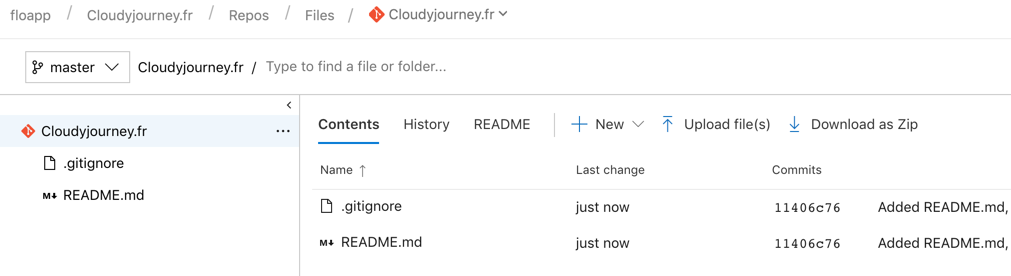 floapp / Cloudyjourney.fr / Repos / Files / Cloudyjourney.fr
master Cloudyjourney.fr / Type to find a file or folder...
Cloudyjourney.fr ...
.gitignore
README.md
Contents History README New Upload file(s) Download as Zip
Name ↑ Last change Commits
.gitignore just now 11406c76 Added README.md,
README.md just now 11406c76 Added README.md,